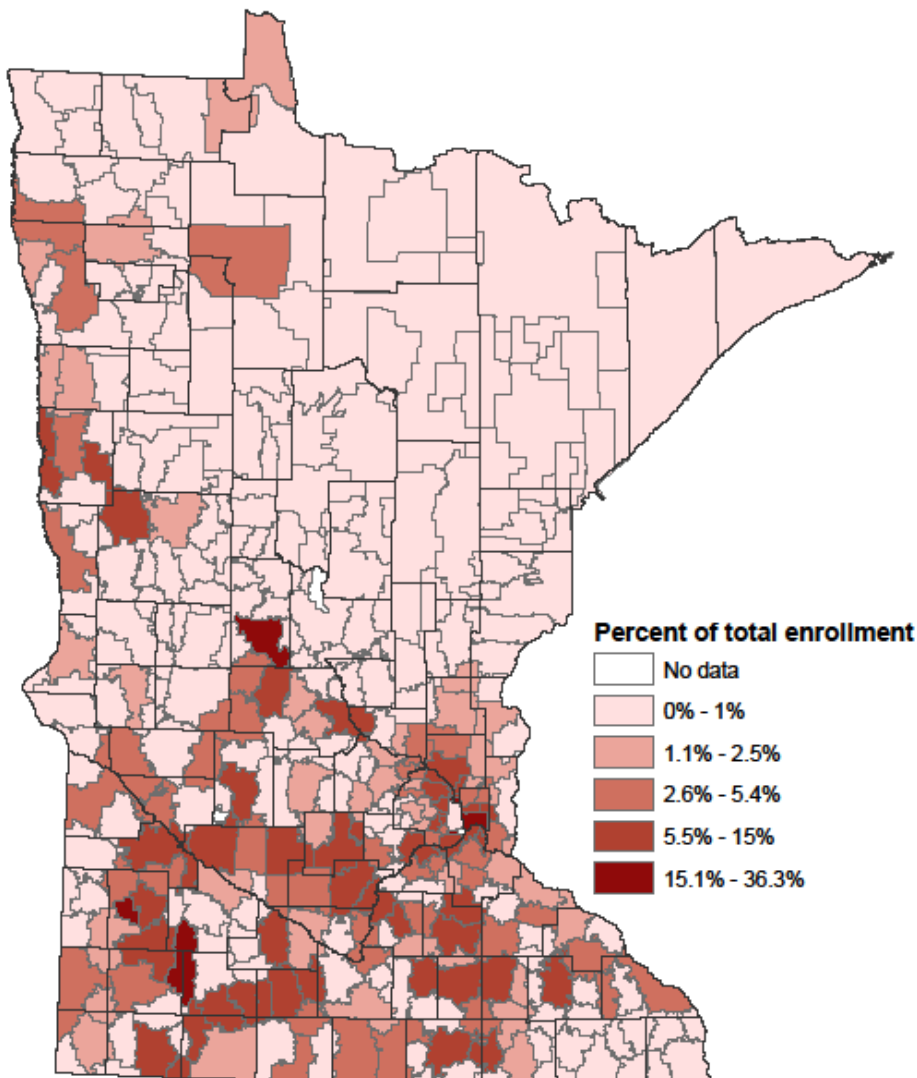 Percent of total enrollment
No data
0% - 1%
1.1% - 2.5%
2.6% - 5.4%
5.5% - 15%
15.1% - 36.3%